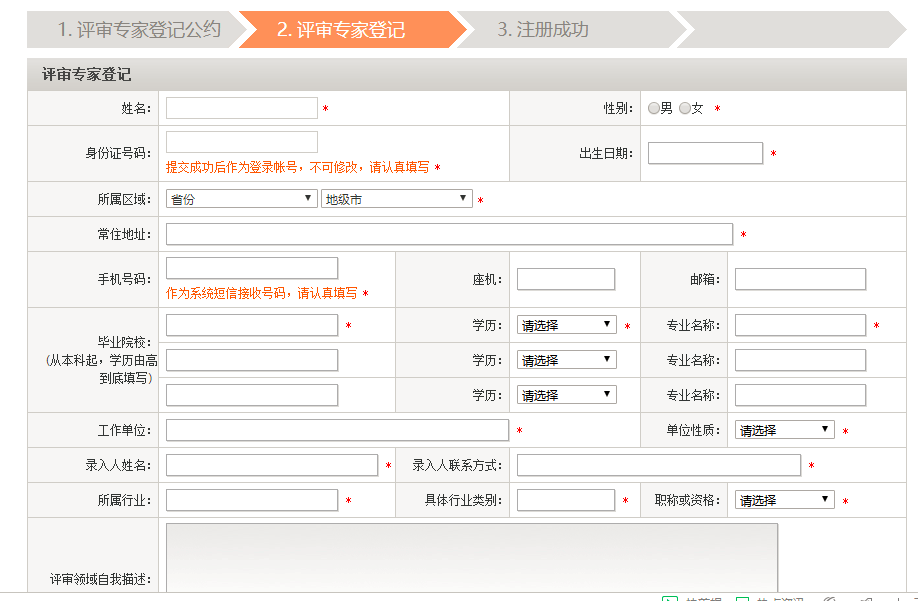 1. 评审专家登记公约 2. 评审专家登记 3. 注册成功
评审专家登记
姓名： * 性别： 男 女 *
身份证号码： 出生日期： *
提交成功后作为登录帐号，不可修改，请认真填写 *
所属区域： 省份 地级市 *
常住地址： *
手机号码： 座机： 邮箱：
作为系统短信接收号码，请认真填写 *
毕业院校：
(从本科起，学历由高
到底填写)
* 学历： 请选择 * 专业名称： *
学历： 请选择 专业名称：
学历： 请选择 专业名称：
工作单位： * 单位性质： 请选择 *
录入人姓名： * 录入人联系方式： *
所属行业： * 具体行业类别： * 职称或资格： 请选择 *
评审领域自我描述：